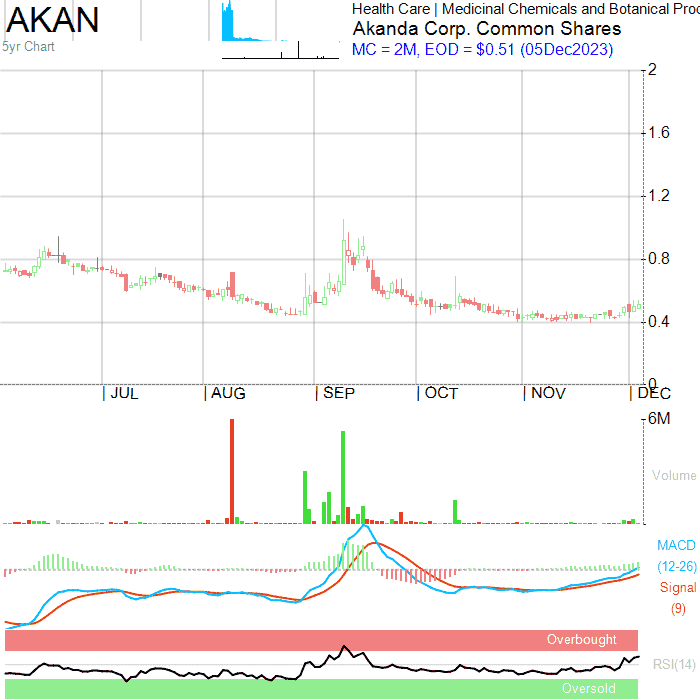 AKAN
5yr Chart
Health Care | Medicinal Chemicals and Botanical Proc
Akanda Corp. Common Shares
MC = 2M, EOD = $0.51 (05Dec2023)
2
1.6
1.2
0.8
0.4
0
| JUL | AUG | SEP | OCT | NOV | DEC
6M
Volume
MACD
(12-26)
Signal
(9)
Overbought
RSI(14)
Oversold